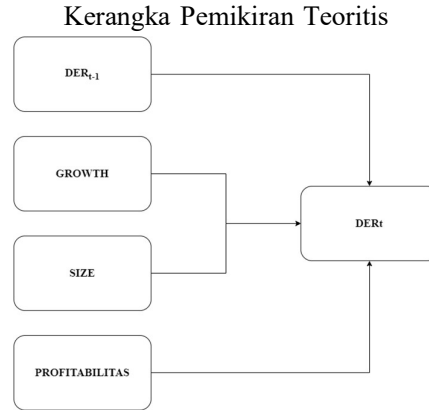 Kerangka Pemikiran Teoritis
DERt-1
GROWTH
DERt
SIZE
PROFITABILITAS